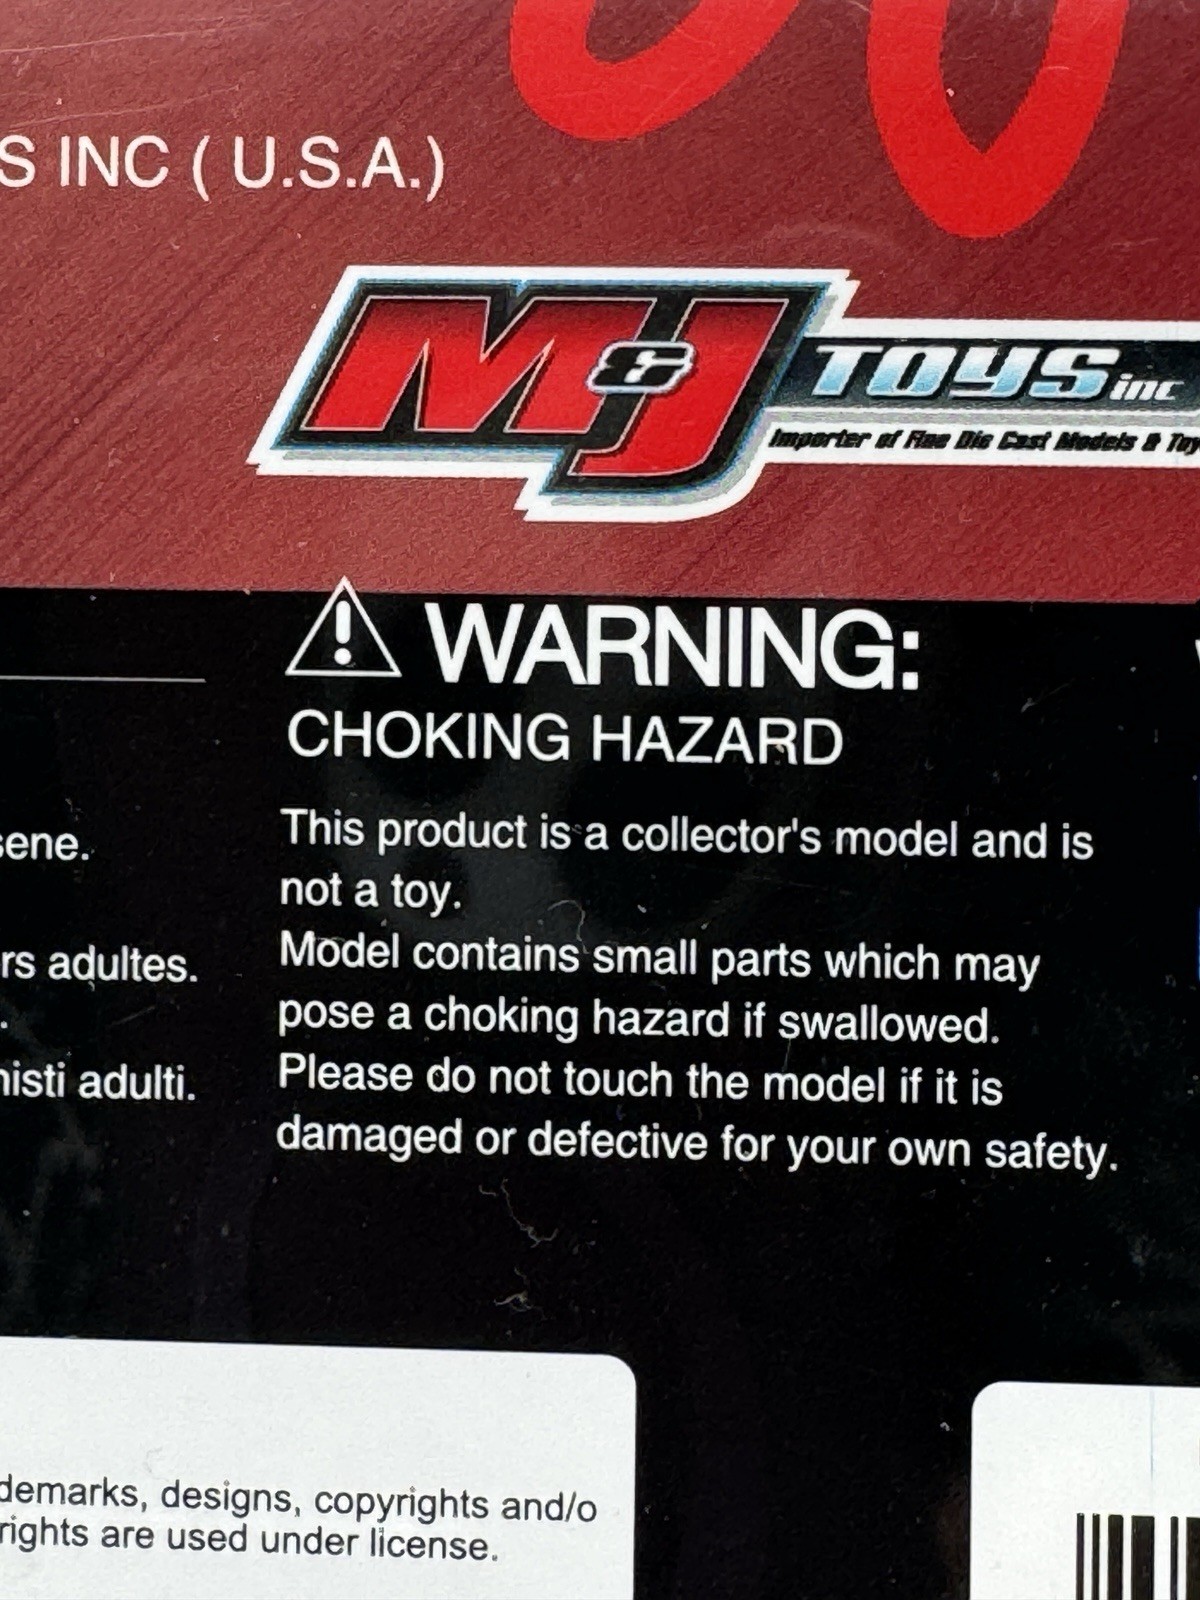 S INC ( U.S.A.)
M&J TOYS inc
Importer of Fine Die Cast Models & Toy
WARNING:
CHOKING HAZARD
This product is a collector's model and is
not a toy.
Model contains small parts which may
pose a choking hazard if swallowed.
Please do not touch the model if it is
damaged or defective for your own safety.
sene.
rs adultes.
nisti adulti.
demarks, designs, copyrights and/o
rights are used under license.